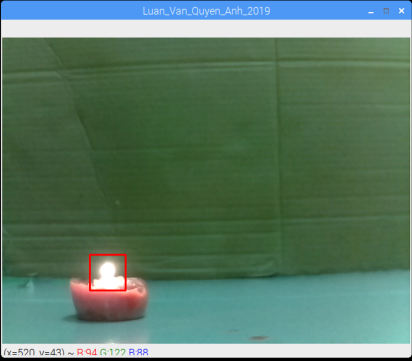 Luan_Van_Quyen_Anh_2019
(x=520, y=43) ~ R:94 G:122 B:88